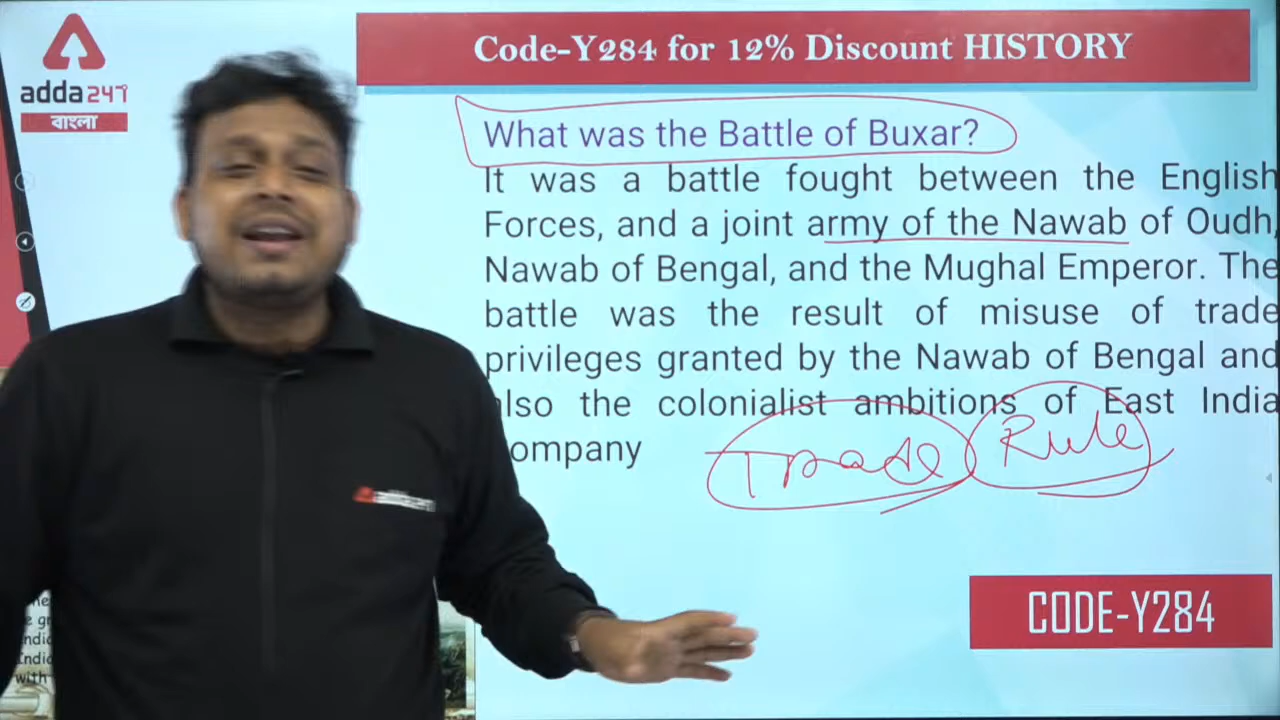 Code-Y284 for 12% Discount HISTORY
adda247
বাংলা
What was the Battle of Buxar?
It was a battle fought between the English
Forces, and a joint army of the Nawab of Oudh,
Nawab of Bengal, and the Mughal Emperor. The
battle was the result of misuse of trade
privileges granted by the Nawab of Bengal and
lso the colonialist ambitions of East India
ompany
Trade Rule
CODE-Y284
with